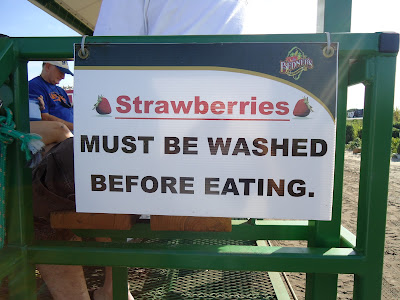 Strawberries
MUST BE WASHED
BEFORE EATING.